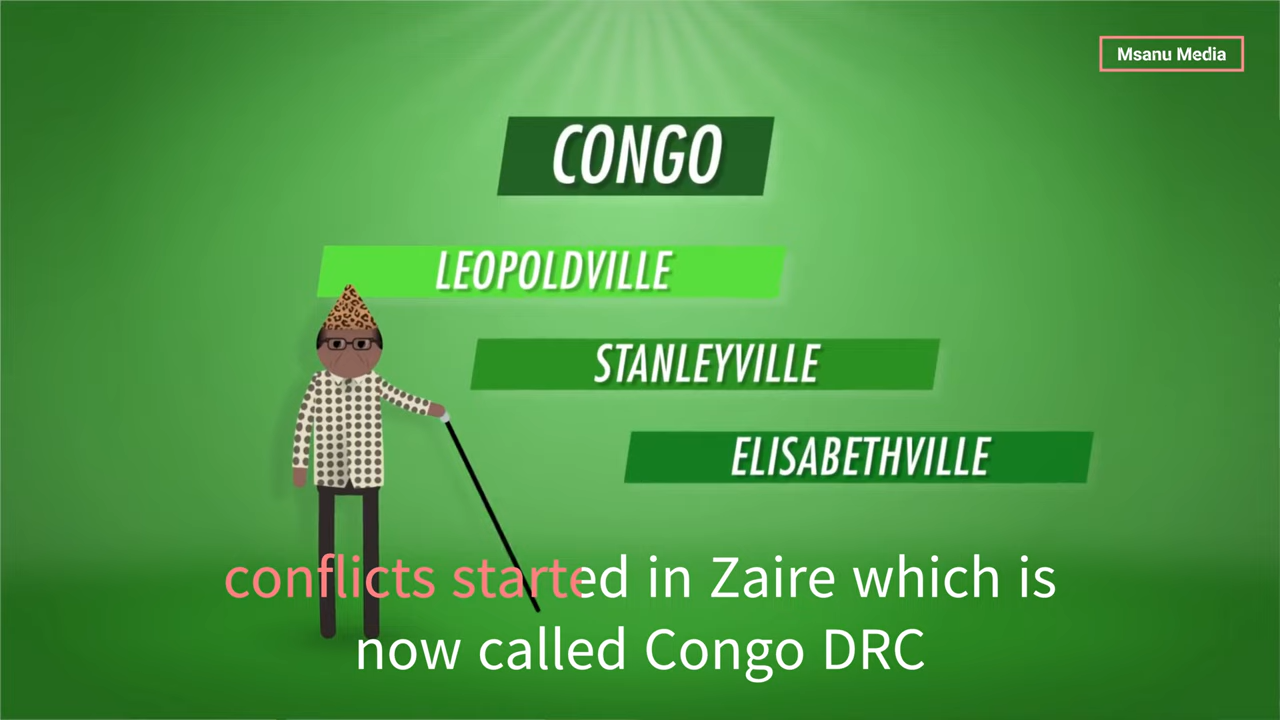 Msanu Media
CONGO
LEOPOLDVILLE
STANLEYVILLE
ELISABETHVILLE
conflicts started in Zaire which is
now called Congo DRC